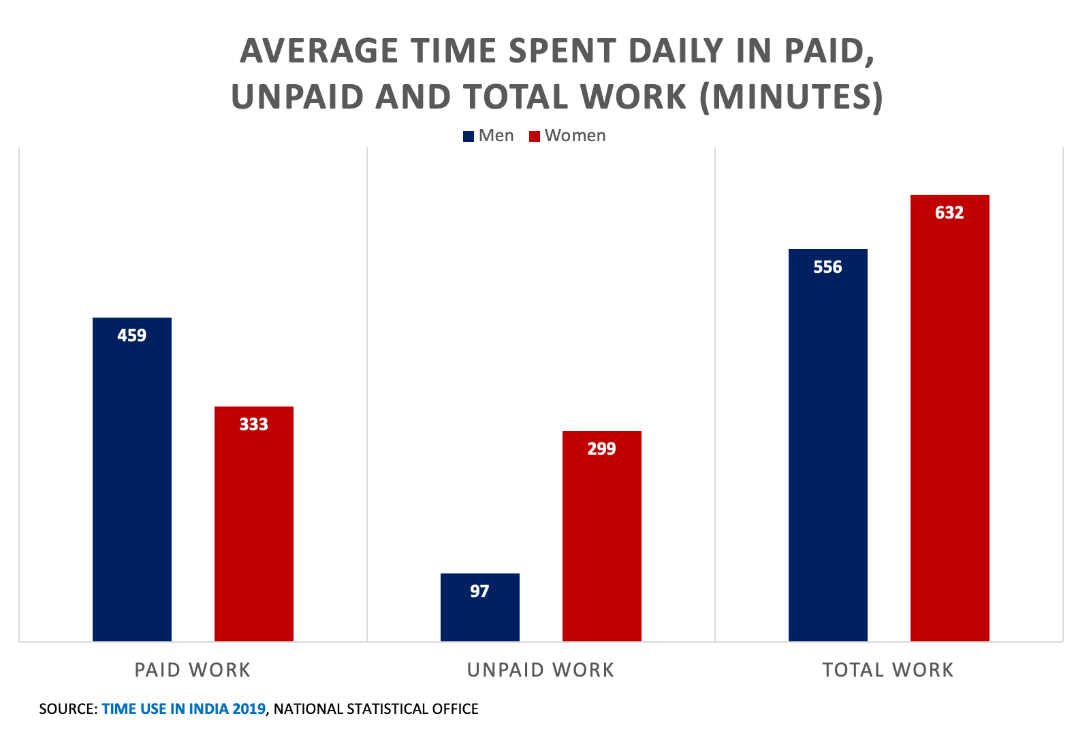 AVERAGE TIME SPENT DAILY IN PAID,
UNPAID AND TOTAL WORK (MINUTES)
Men Women
459
333
97
299
556
632
PAID WORK
UNPAID WORK
TOTAL WORK
SOURCE: TIME USE IN INDIA 2019, NATIONAL STATISTICAL OFFICE